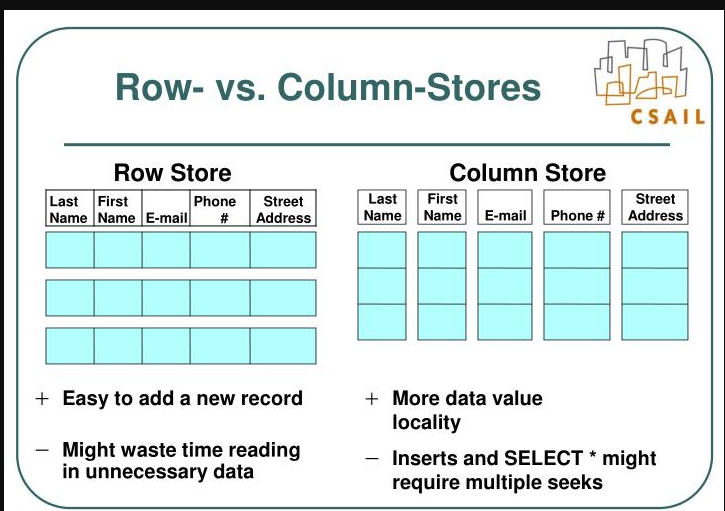 Row- vs. Column-Stores
CSAIL
Row Store
Last Name
First Name
E-mail
Phone #
Street Address
+ Easy to add a new record
− Might waste time reading
in unnecessary data
Column Store
Last Name
First Name
E-mail
Phone #
Street Address
+ More data value
locality
− Inserts and SELECT * might
require multiple seeks